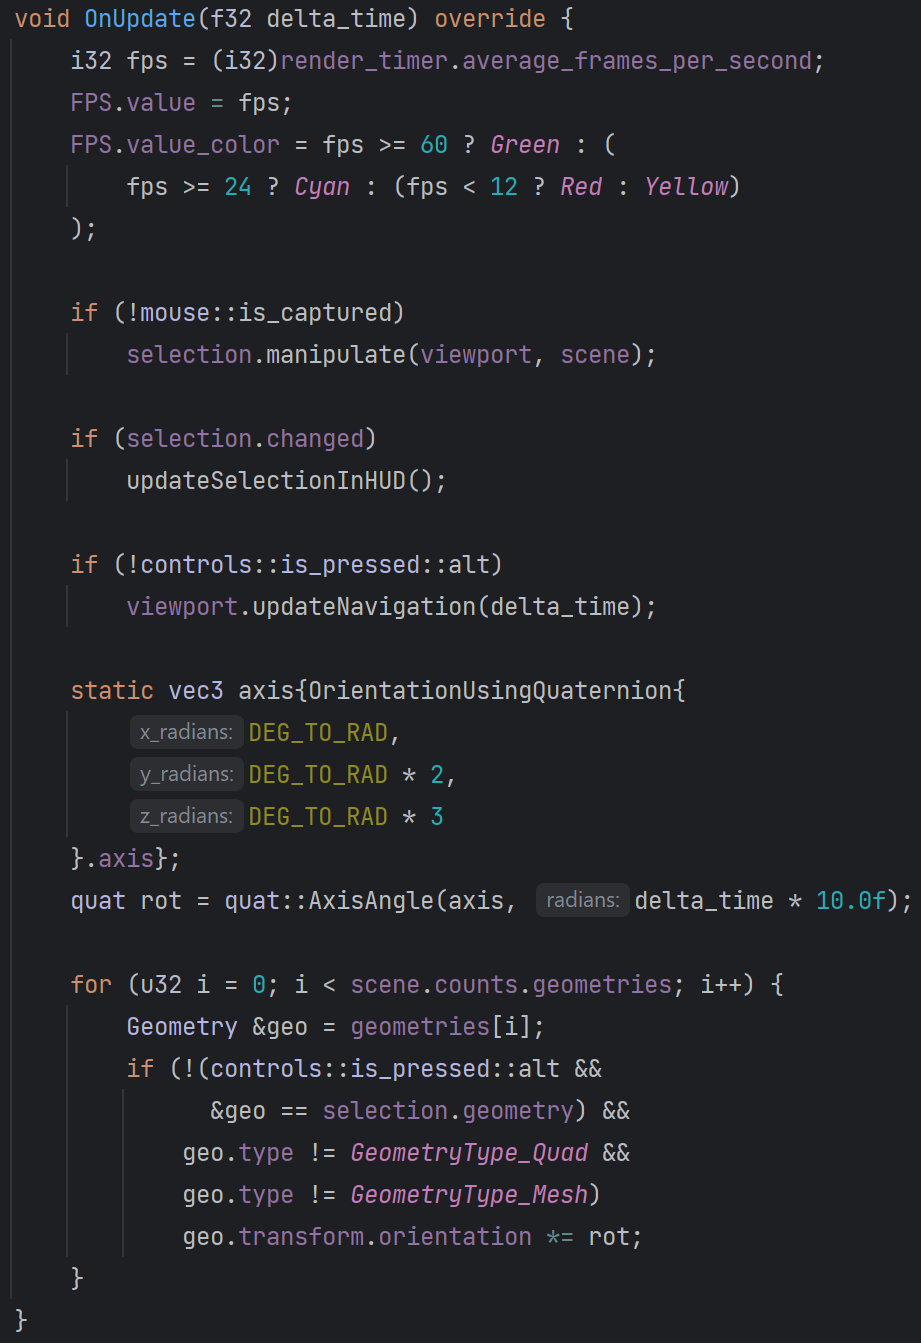 void OnUpdate(f32 delta_time) override {
    i32 fps = (i32)render_timer.average_frames_per_second;
    FPS.value = fps;
    FPS.value_color = fps >= 60 ? Green : (
        fps >= 24 ? Cyan : (fps < 12 ? Red : Yellow)
    );

    if (!mouse::is_captured)
        selection.manipulate(viewport, scene);

    if (selection.changed)
        updateSelectionInHUD();

    if (!controls::is_pressed::alt)
        viewport.updateNavigation(delta_time);

    static vec3 axis{OrientationUsingQuaternion{
        x_radians: DEG_TO_RAD,
        y_radians: DEG_TO_RAD * 2,
        z_radians: DEG_TO_RAD * 3
    }.axis};
    quat rot = quat::AxisAngle(axis, radians: delta_time * 10.0f);

    for (u32 i = 0; i < scene.counts.geometries; i++) {
        Geometry &geo = geometries[i];
        if (!(controls::is_pressed::alt &&
              &geo == selection.geometry) &&
            geo.type != GeometryType_Quad &&
            geo.type != GeometryType_Mesh)
            geo.transform.orientation *= rot;
    }
}